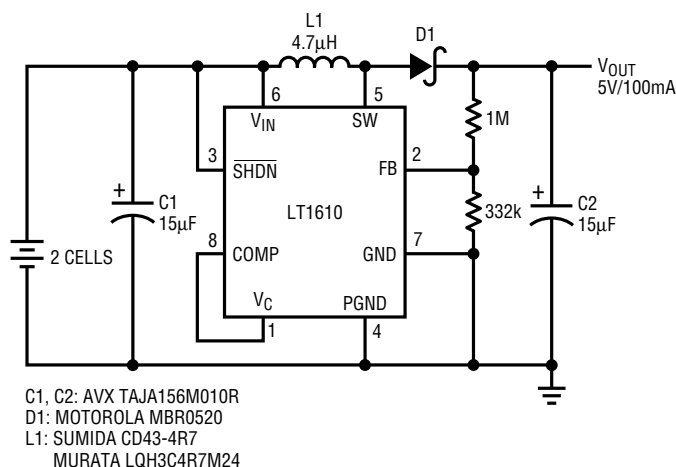 L1
4.7µH
D1
VOUT
5V/100mA
6
5
VIN
SW
1M
3
SHDN
FB
2
+
C1
15µF
LT1610
332k
+
C2
15µF
2 CELLS
8
COMP
GND
7
VC
PGND
1
4
C1, C2: AVX TAJA156M010R
D1: MOTOROLA MBR0520
L1: SUMIDA CD43-4R7
MURATA LQH3C4R7M24